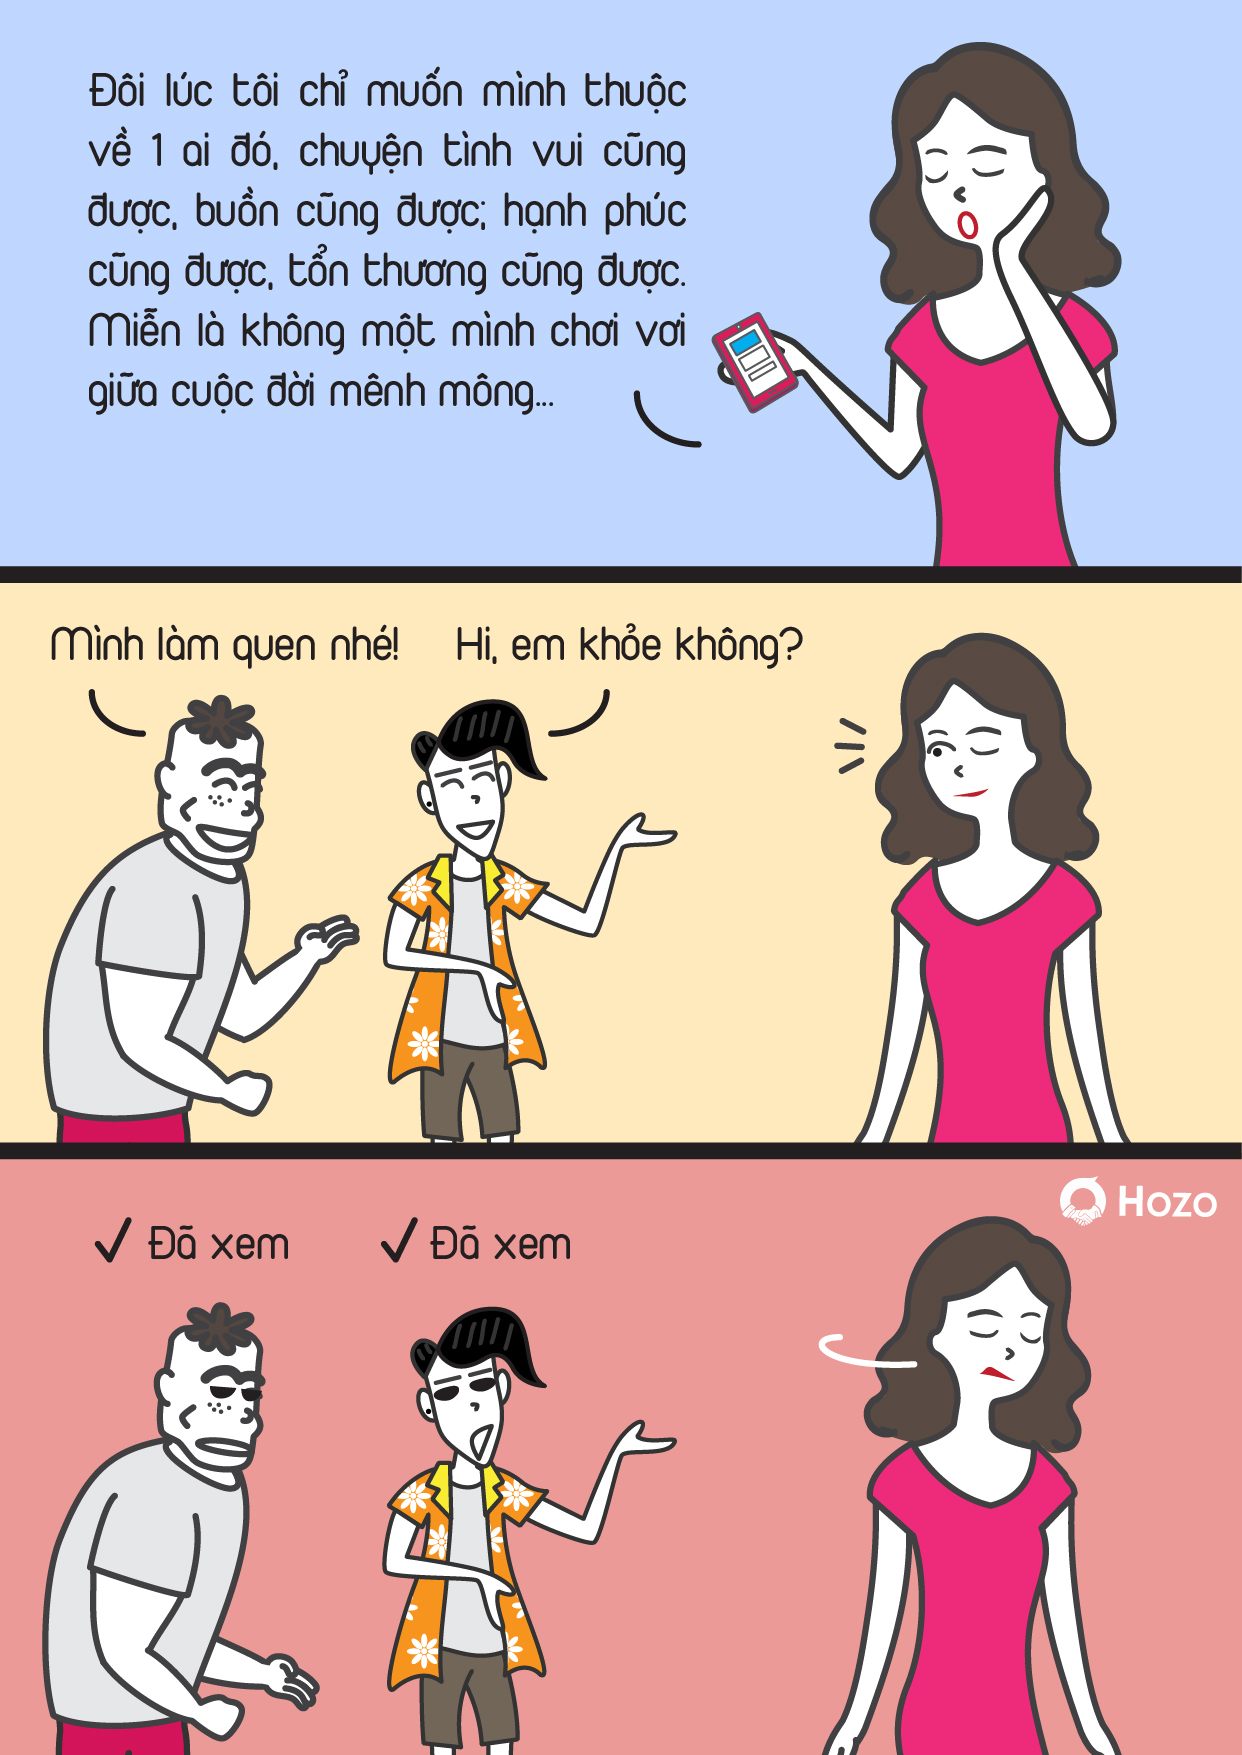 Đôi lúc tôi chỉ muốn mình thuộc
về 1 ai đó, chuyện tình vui cũng
được, buồn cũng được; hạnh phúc
cũng được, tổn thương cũng được.
Miễn là không một mình chơi vơi
giữa cuộc đời mênh mông...
Mình làm quen nhé!
Hi, em khỏe không?
Hozo
Đã xem
Đã xem